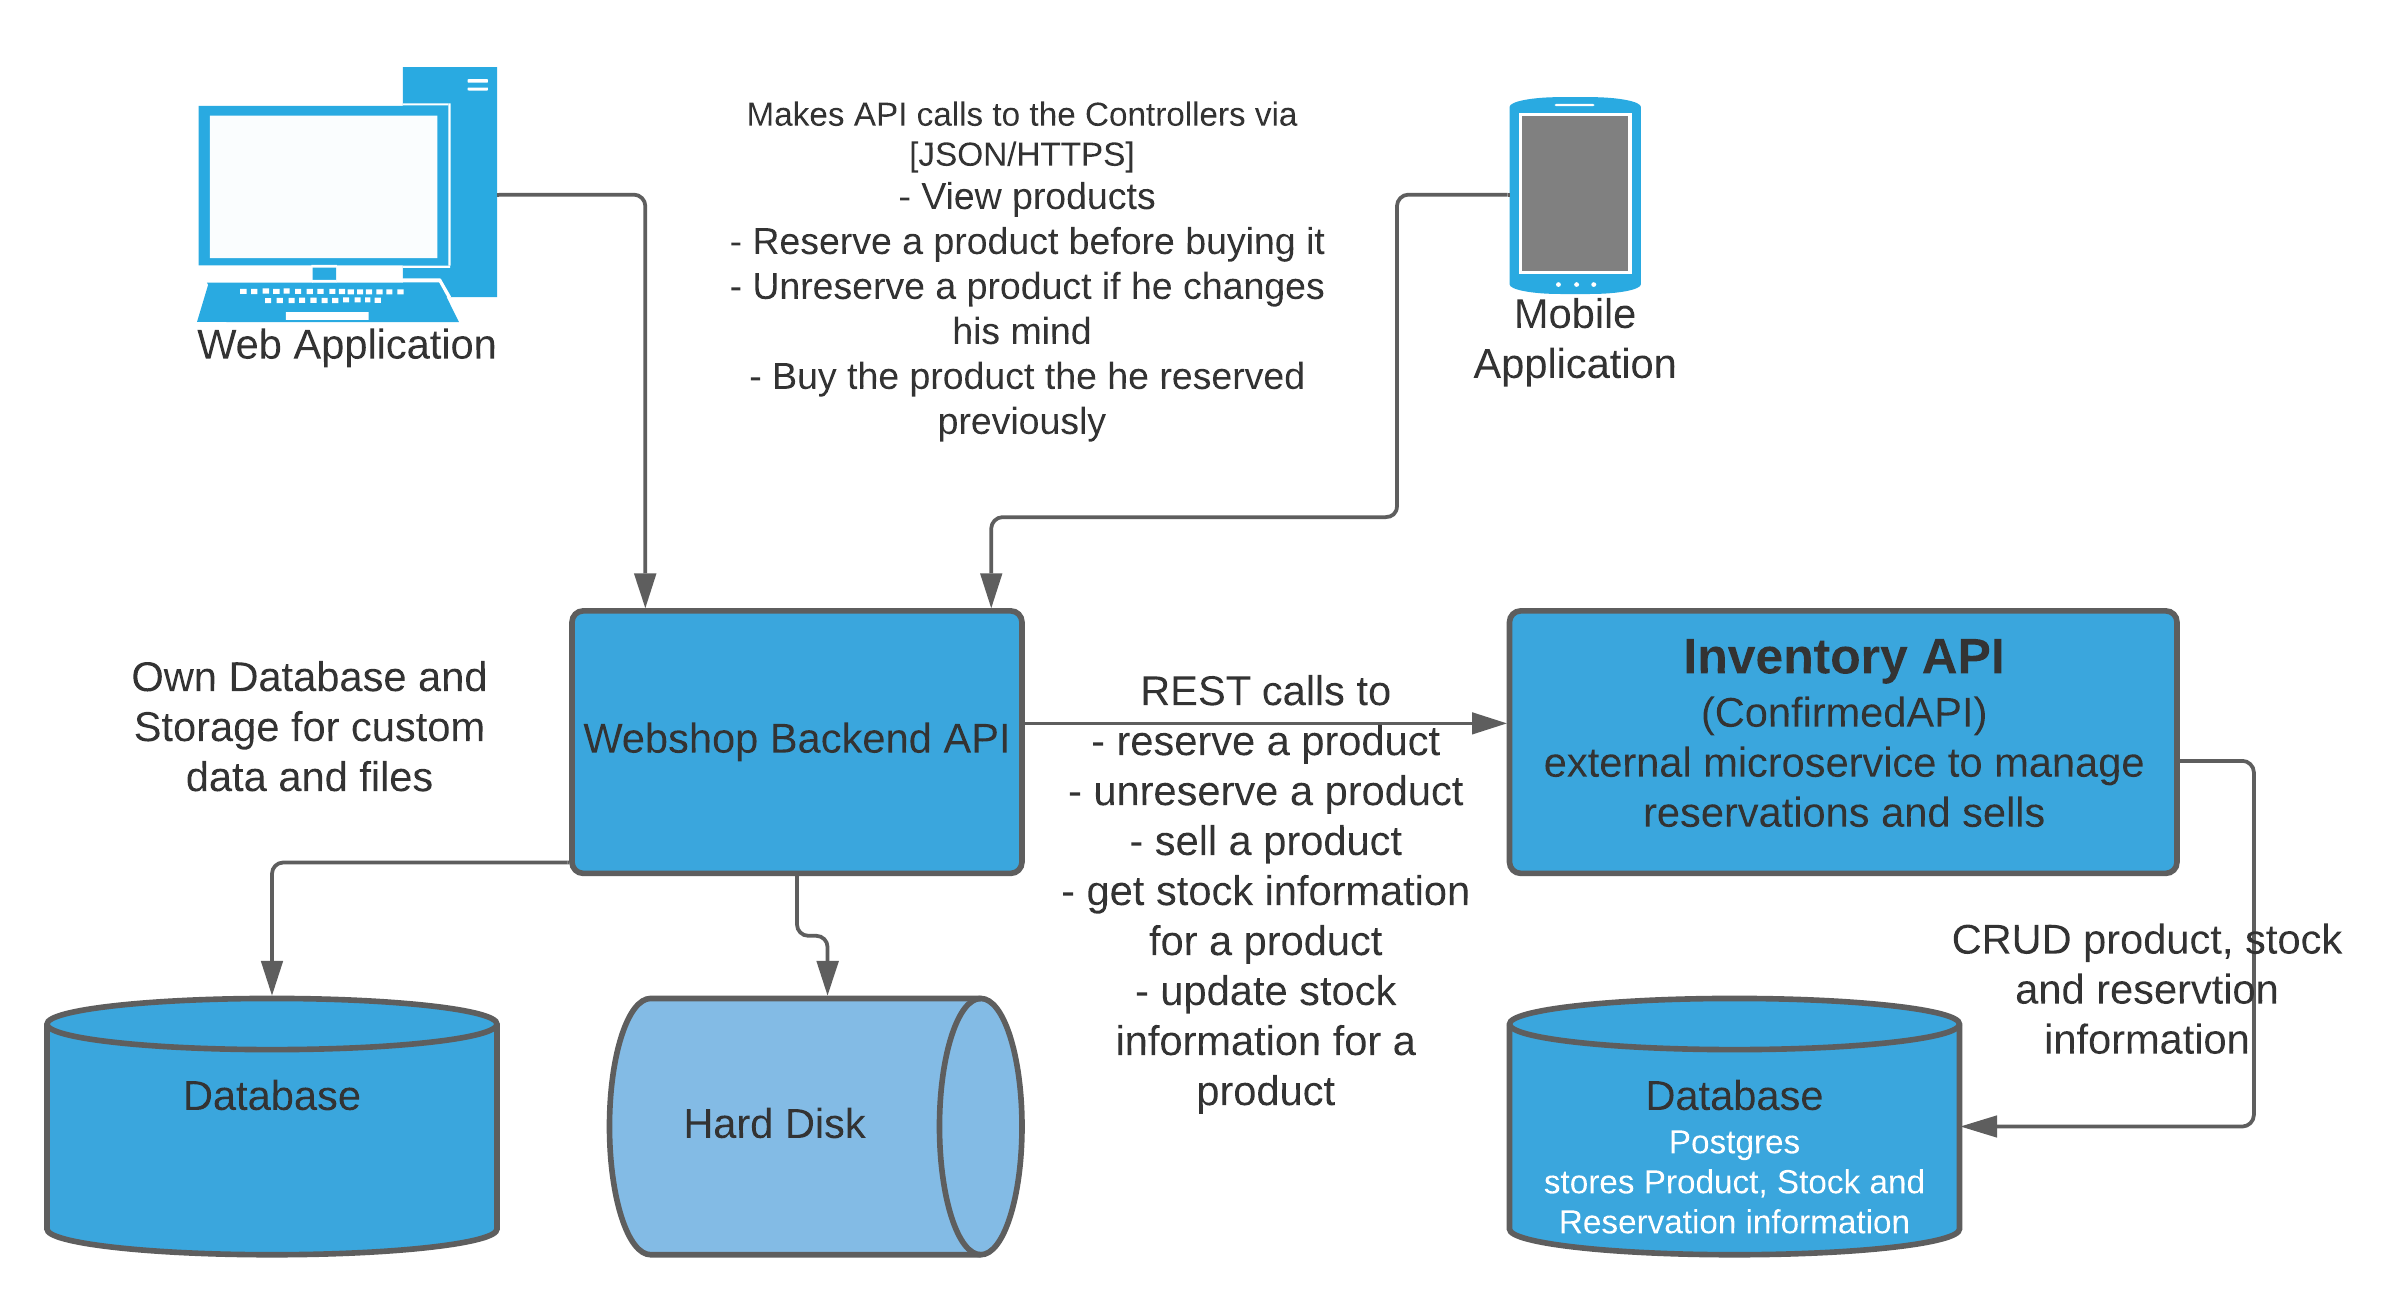 Makes API calls to the Controllers via
[JSON/HTTPS]
- View products
- Reserve a product before buying it
- Unreserve a product if he changes
his mind
- Buy the product the he reserved
previously
Web Application
Mobile
Application
Own Database and
Storage for custom
data and files
Webshop Backend API
REST calls to
- reserve a product
- unreserve a product
- sell a product
- get stock information
for a product
- update stock
information for a
product
Inventory API
(ConfirmedAPI)
external microservice to manage
reservations and sells
CRUD product, stock
and reservtion
information
Database
Hard Disk
Database
Postgres
stores Product, Stock and
Reservation information